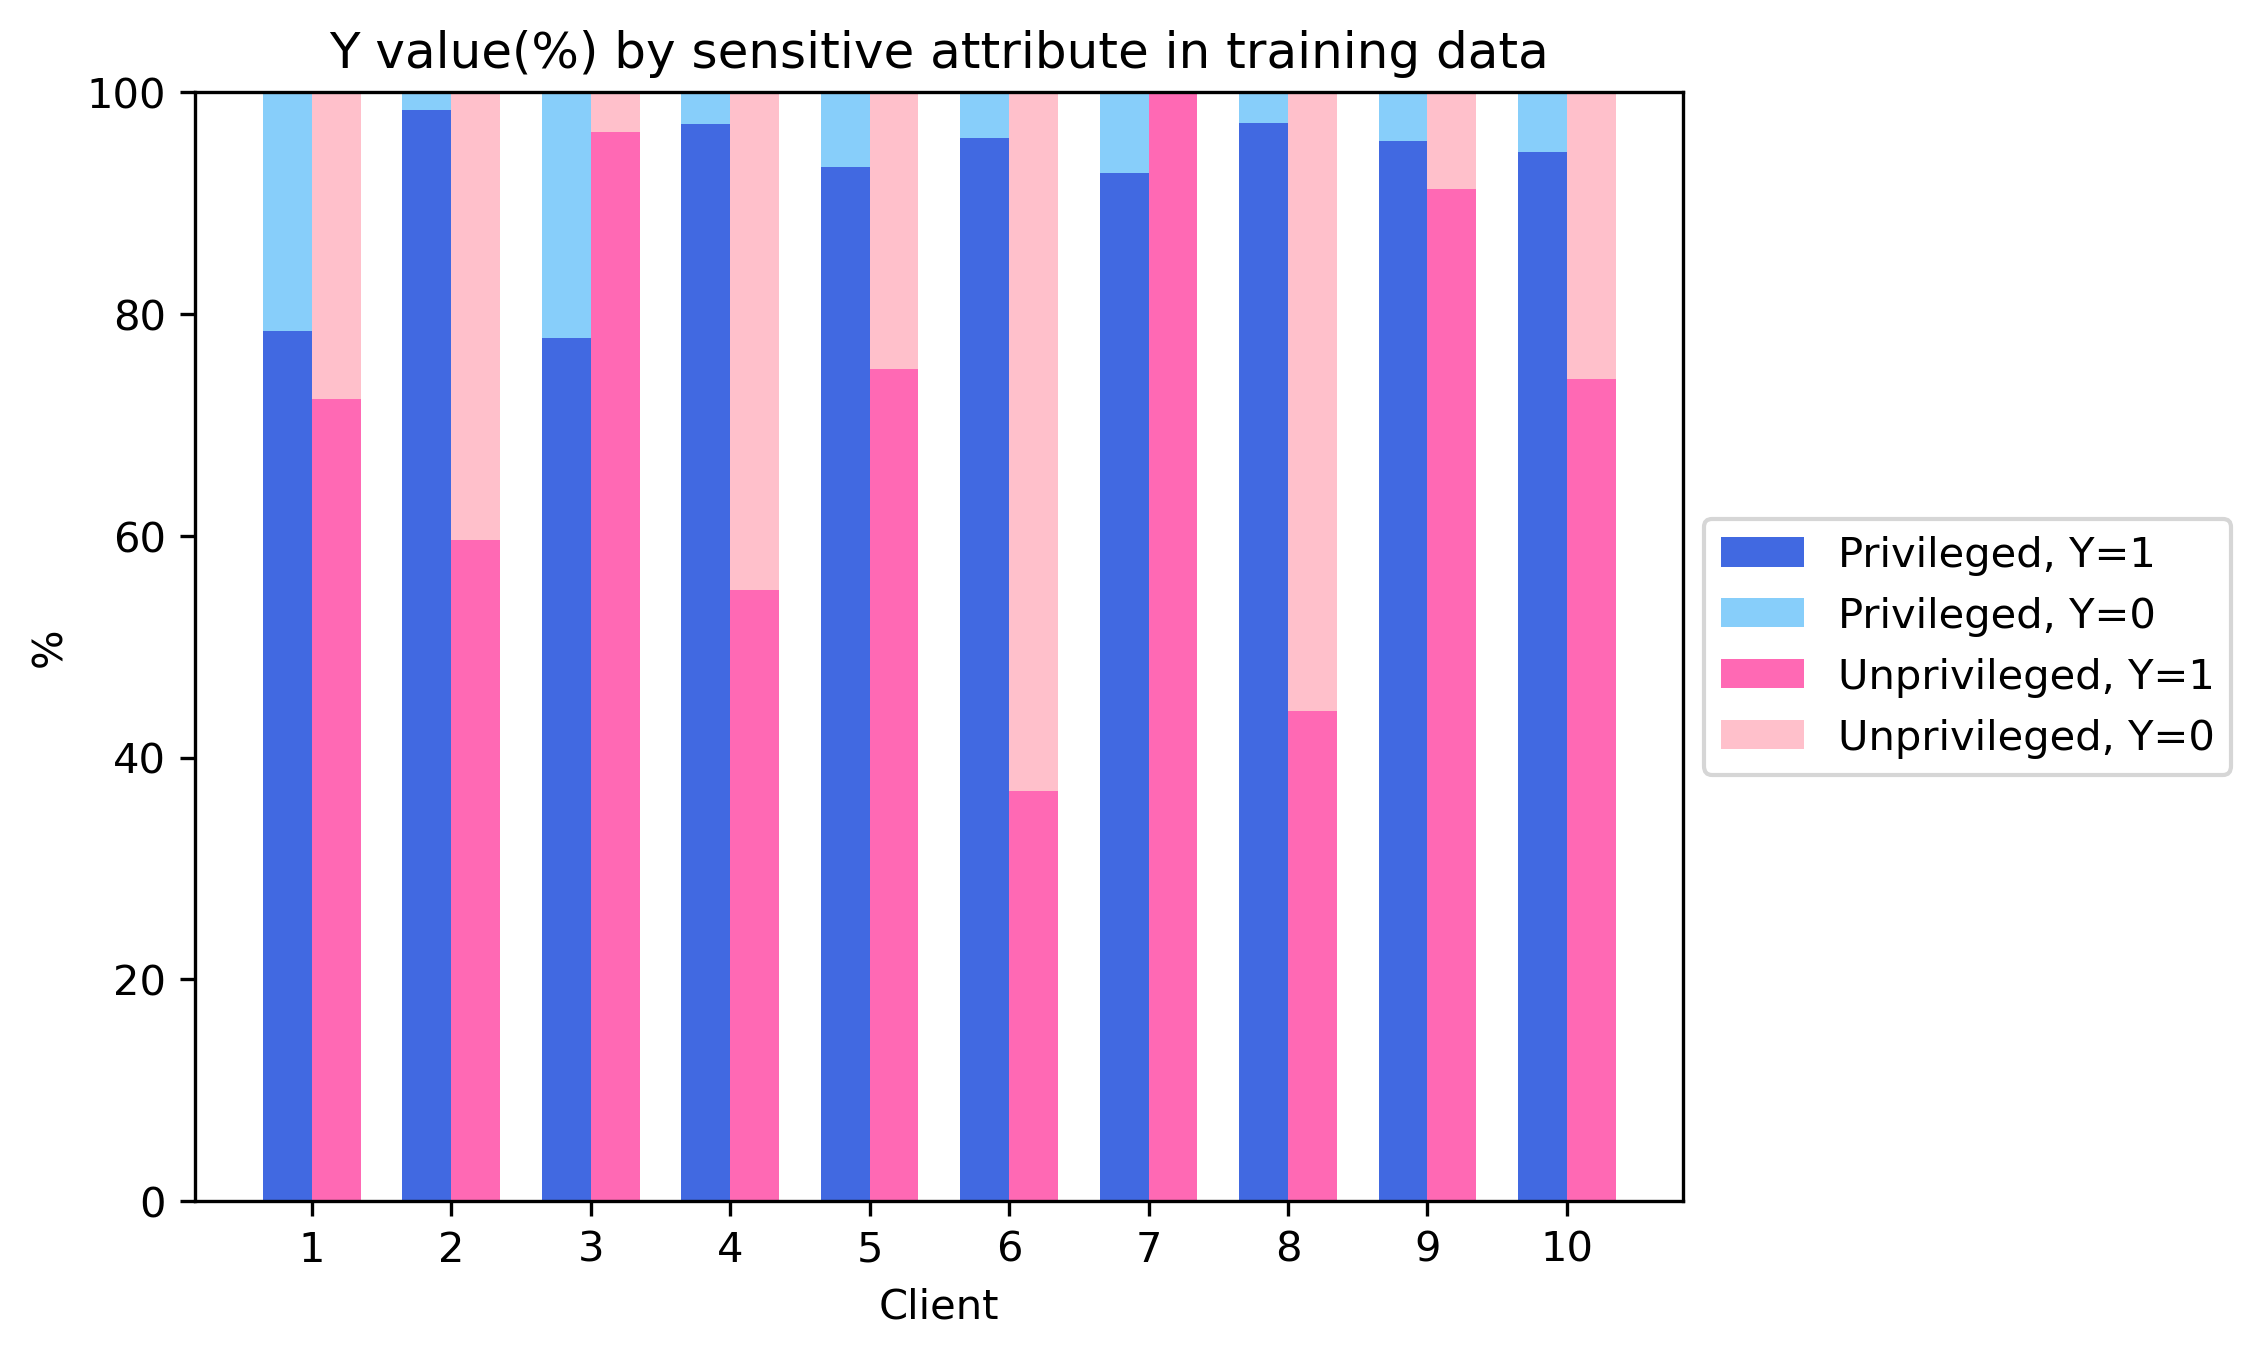 Y value(%) by sensitive attribute in training data
100
80
60
40
20
0
%
1 2 3 4 5 6 7 8 9 10
Client
Privileged, Y=1
Privileged, Y=0
Unprivileged, Y=1
Unprivileged, Y=0